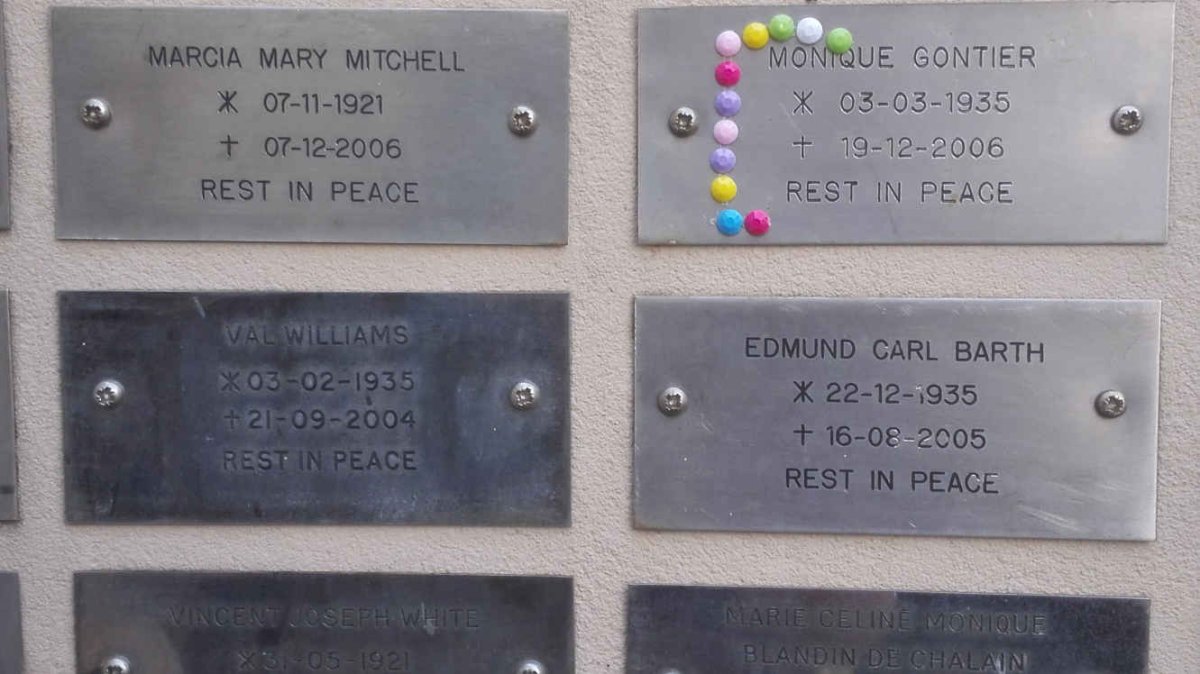 MARCIA MARY MITCHELL
* 07-11-1921
† 07-12-2006
REST IN PEACE
MONIQUE GONTIER
* 03-03-1935
† 19-12-2006
REST IN PEACE
VAL WILLIAMS
* 03-02-1935
† 21-09-2004
REST IN PEACE
EDMUND CARL BARTH
* 22-12-1935
† 16-08-2005
REST IN PEACE
VINCENT JOSEPH WHITE
* 31-05-1921
MARIE CELINE MONIQUE
BLANDIN DE CHALAIN